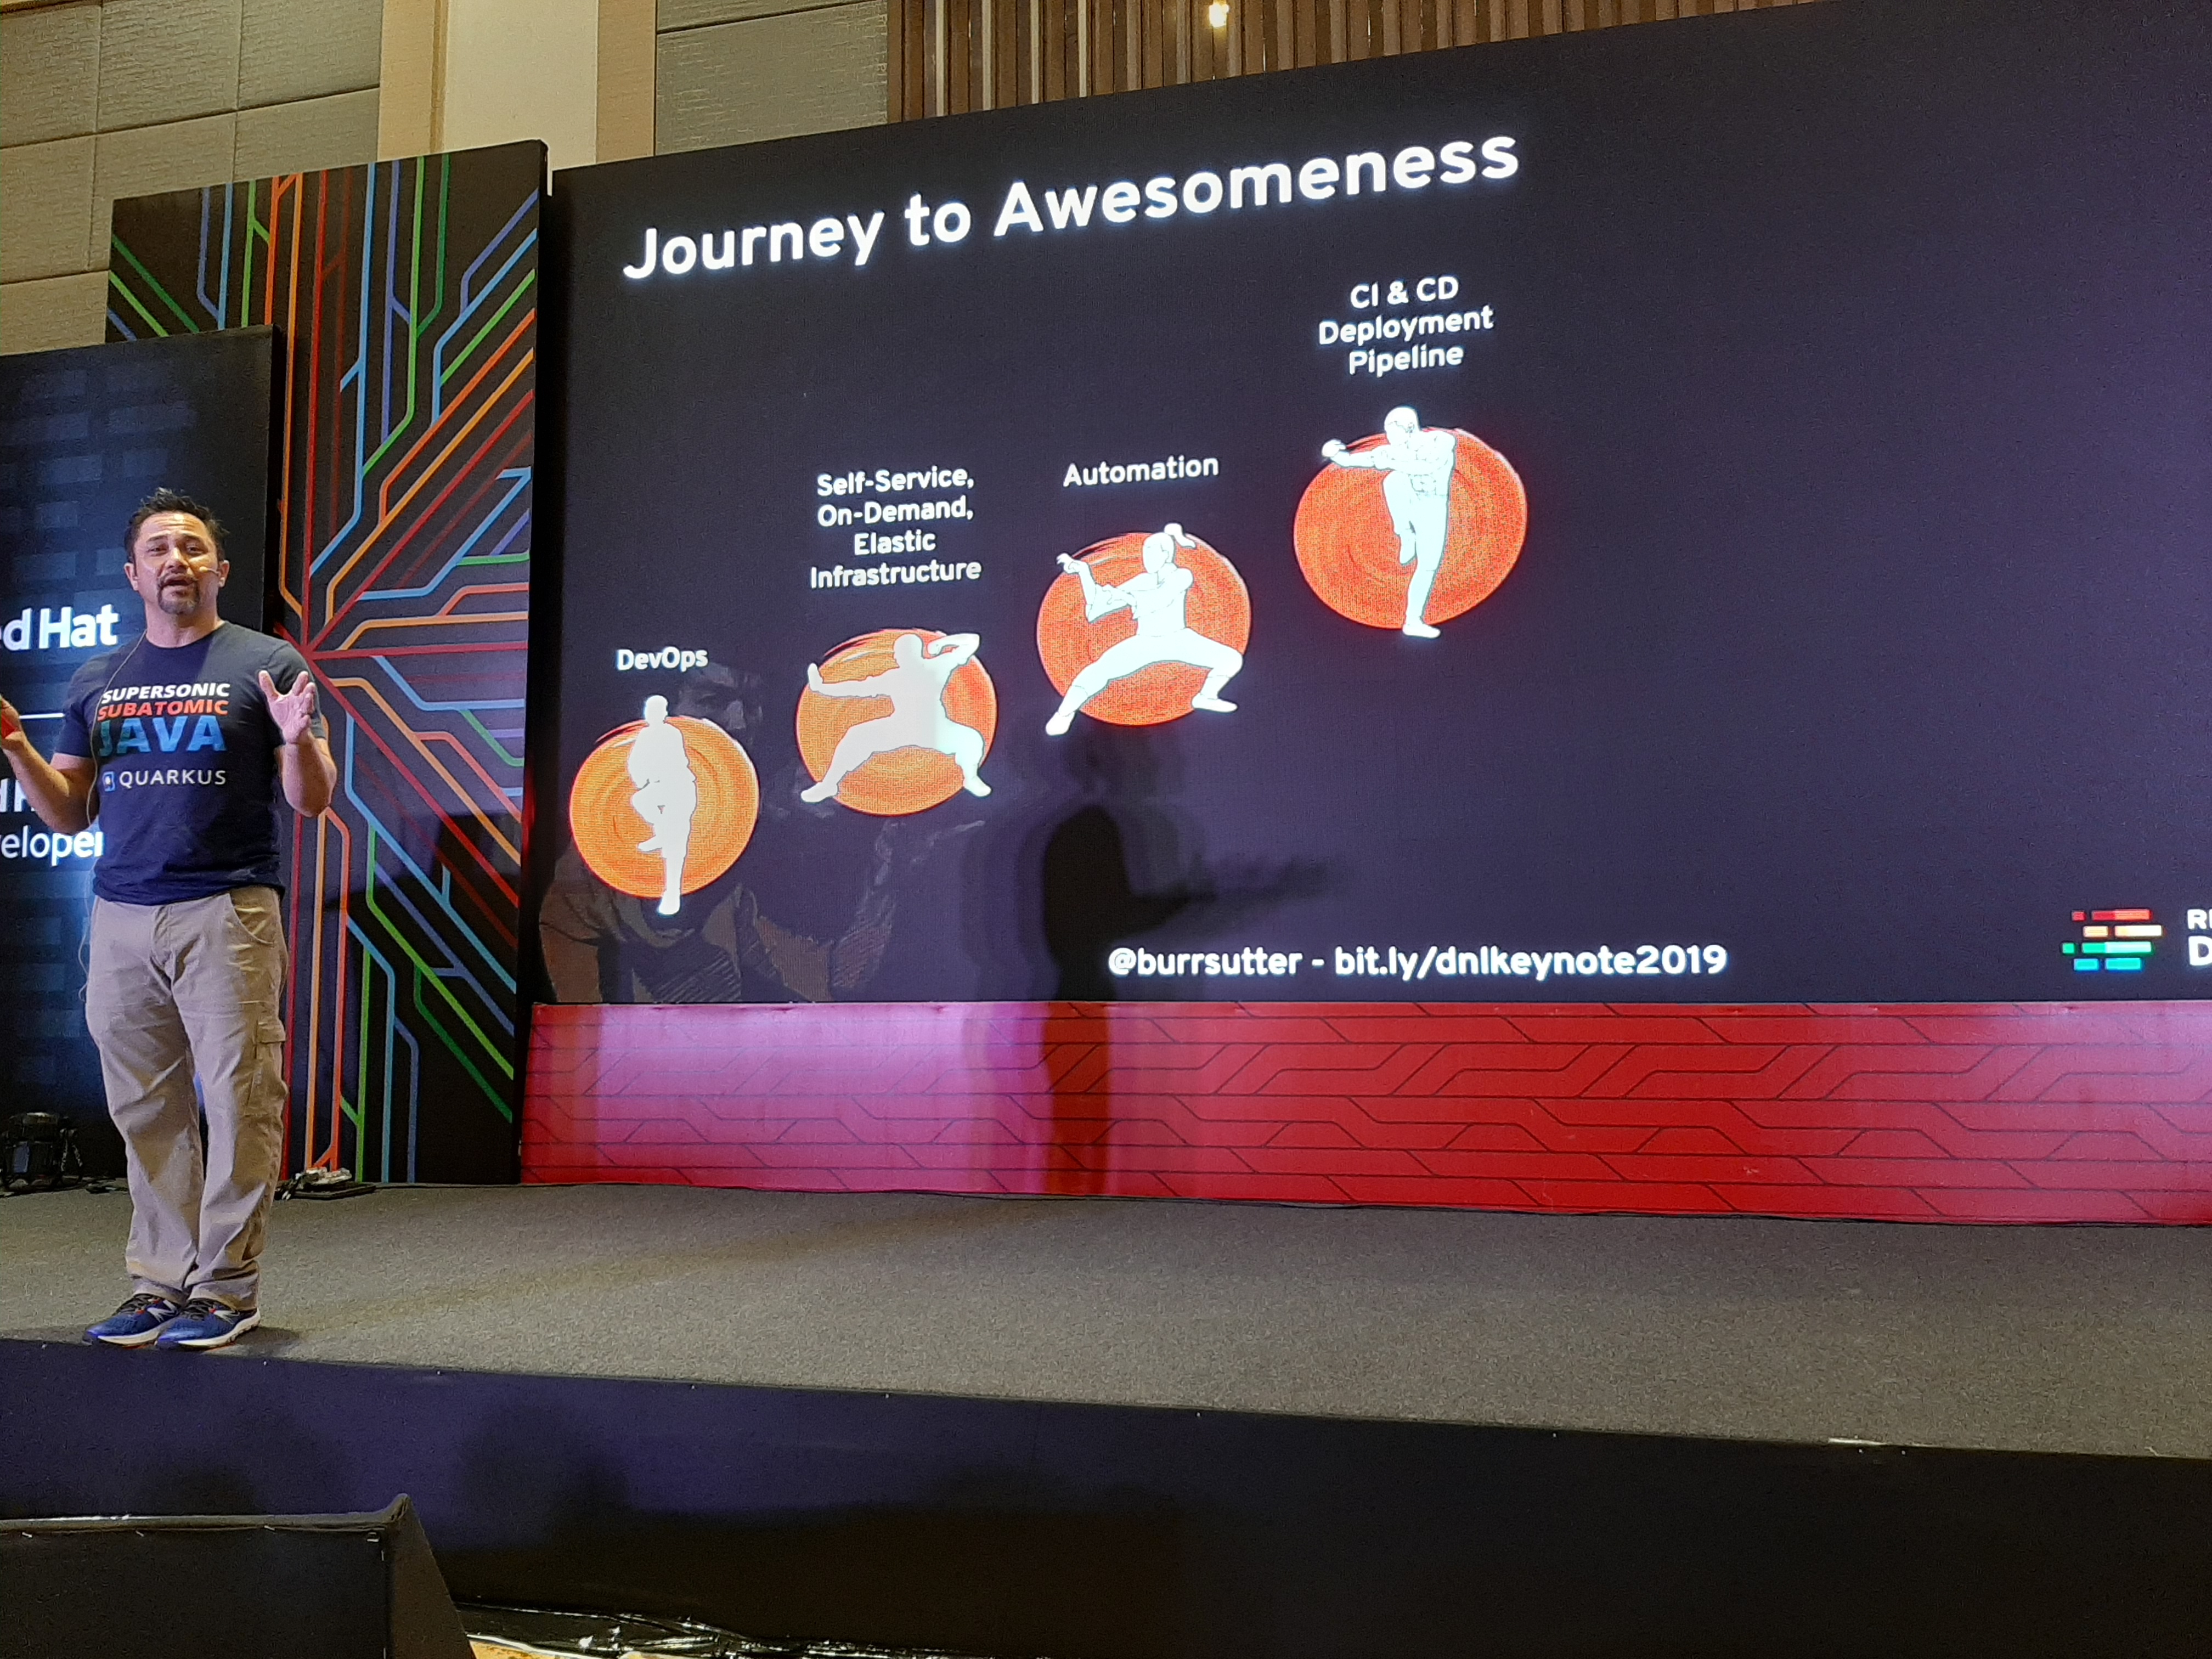 Journey to Awesomeness
CI & CD
Deployment
Pipeline
Automation
Self-Service,
On-Demand,
Elastic
Infrastructure
DevOps
@burrsutter - bit.ly/dnlkeynote2019
Hat
SUPERSONIC
SUBATOMIC
JAVA
QUARKUS